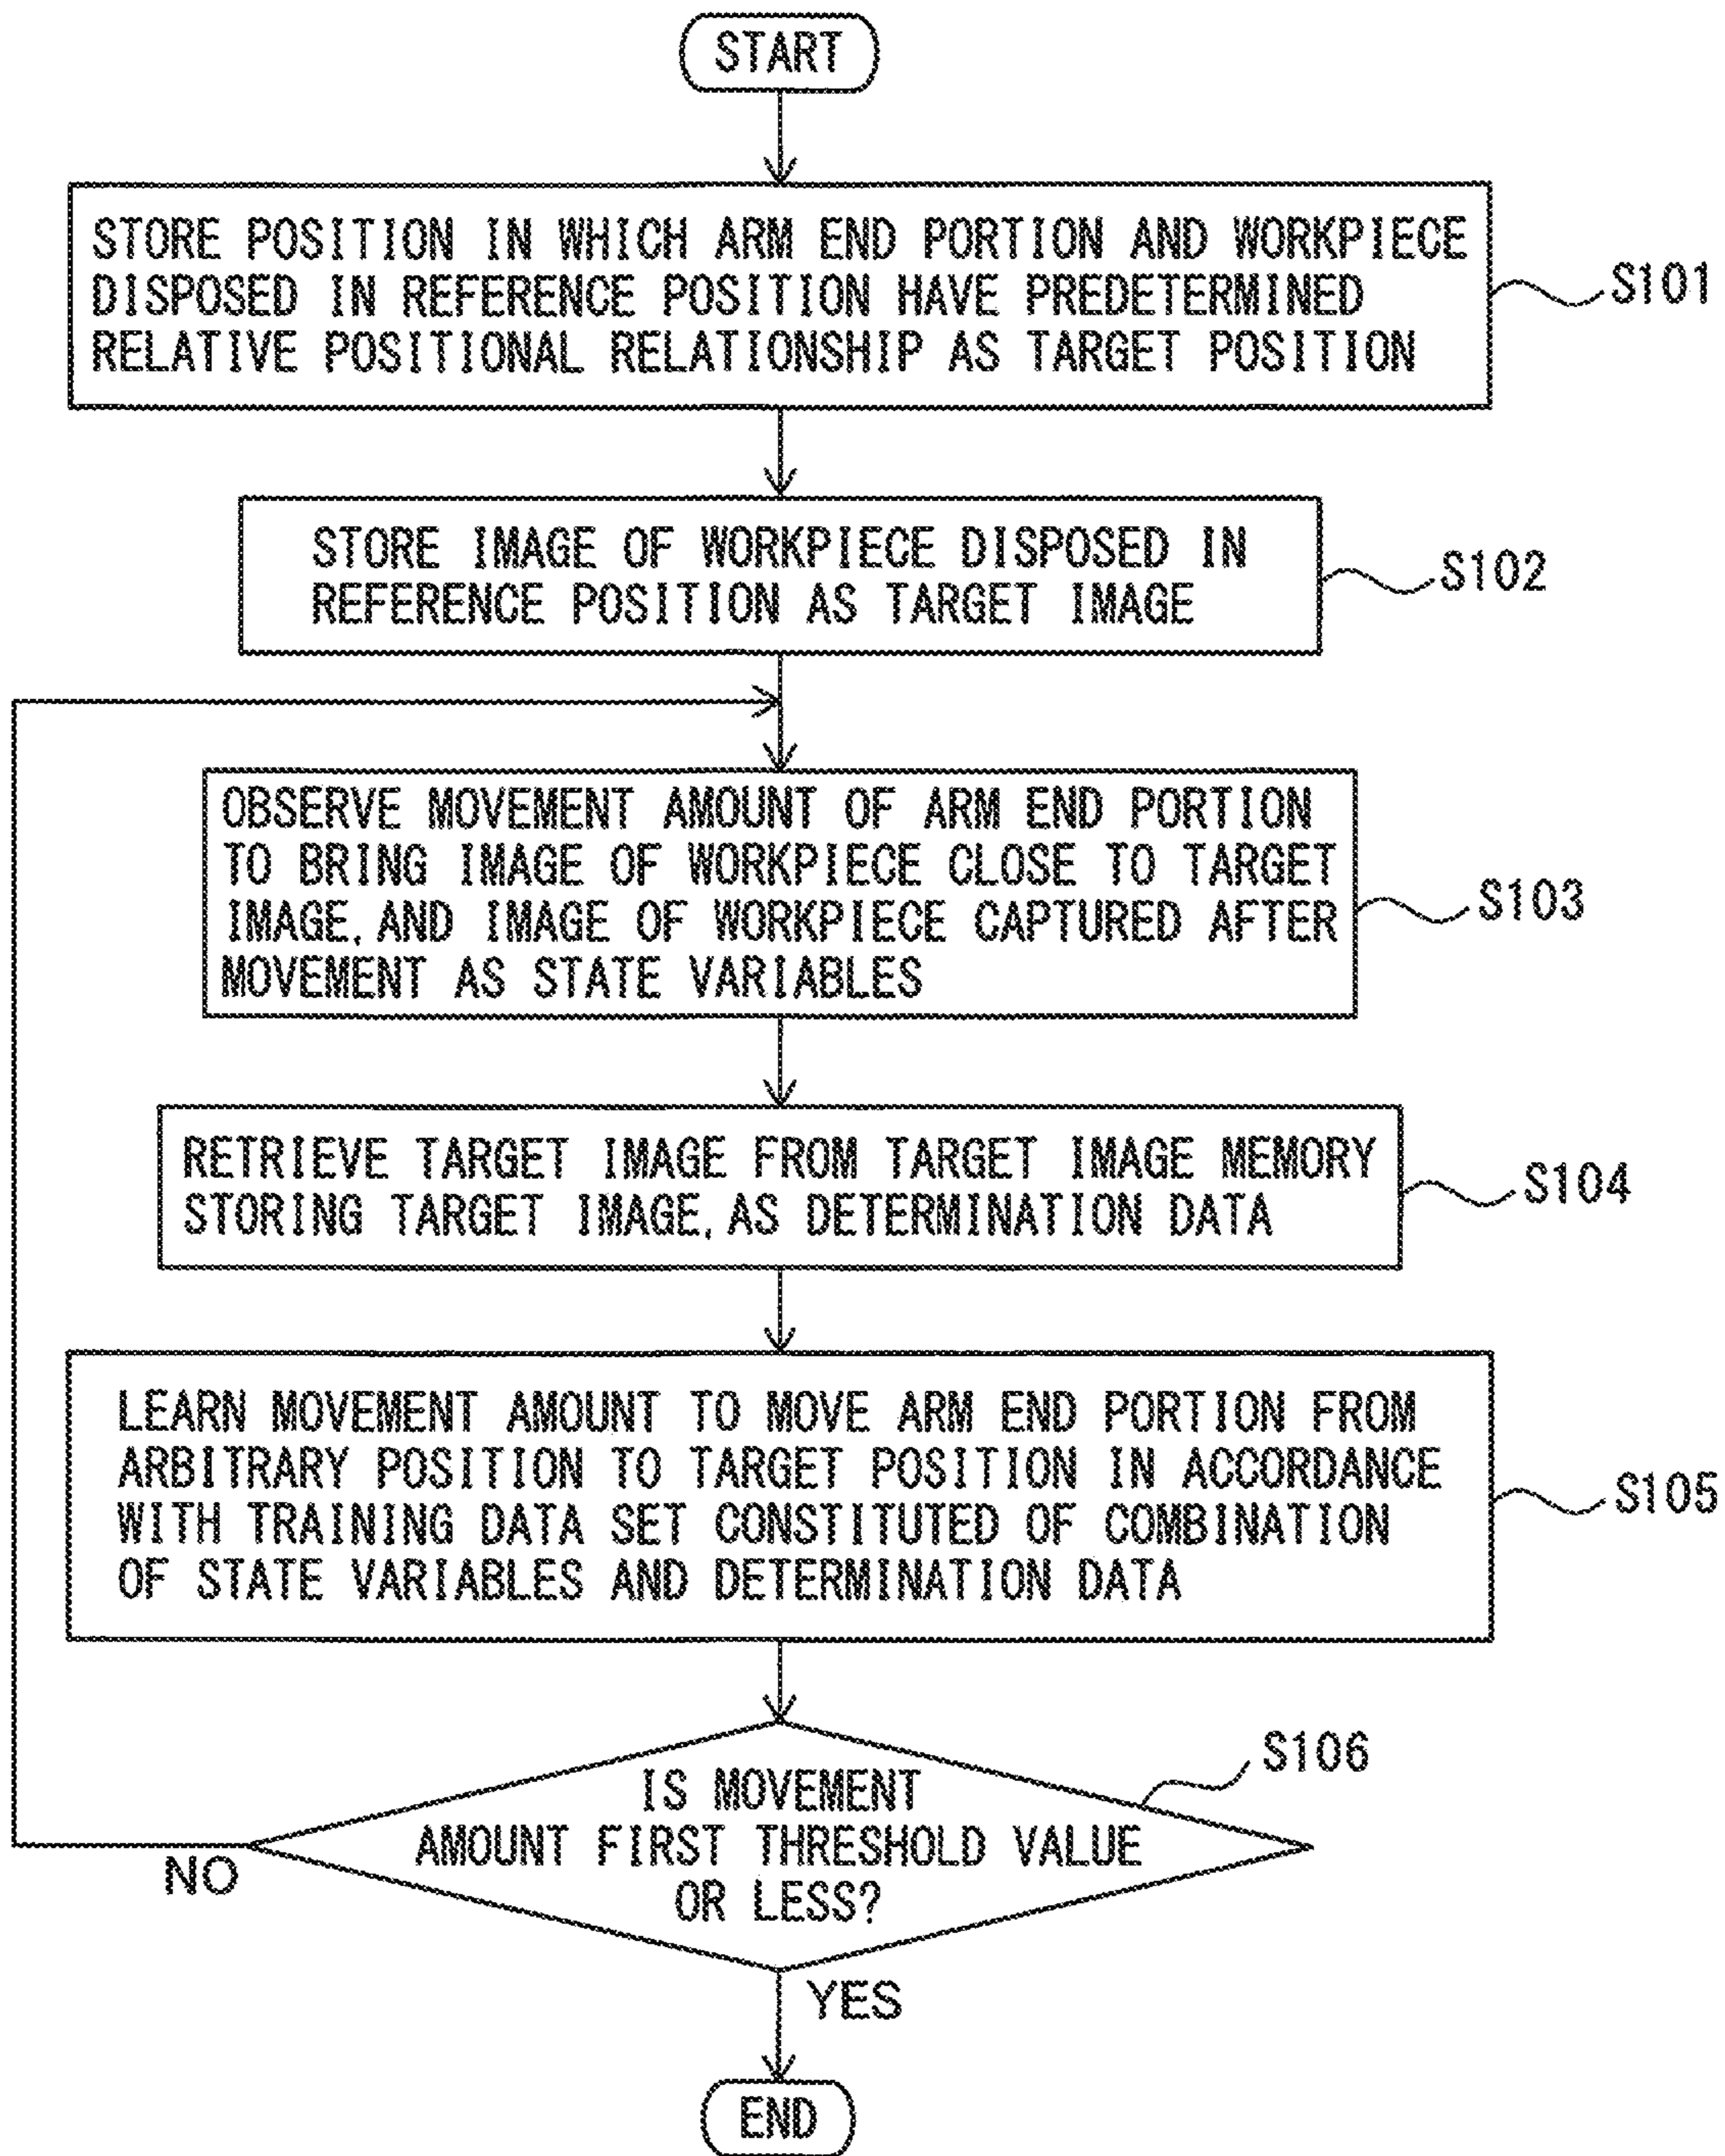 START
STORE POSITION IN WHICH ARM END PORTION AND WORKPIECE
DISPOSED IN REFERENCE POSITION HAVE PREDETERMINED
RELATIVE POSITIONAL RELATIONSHIP AS TARGET POSITION
S101
STORE IMAGE OF WORKPIECE DISPOSED IN
REFERENCE POSITION AS TARGET IMAGE
S102
OBSERVE MOVEMENT AMOUNT OF ARM END PORTION
TO BRING IMAGE OF WORKPIECE CLOSE TO TARGET
IMAGE, AND IMAGE OF WORKPIECE CAPTURED AFTER
MOVEMENT AS STATE VARIABLES
S103
RETRIEVE TARGET IMAGE FROM TARGET IMAGE MEMORY
STORING TARGET IMAGE, AS DETERMINATION DATA
S104
LEARN MOVEMENT AMOUNT TO MOVE ARM END PORTION FROM
ARBITRARY POSITION TO TARGET POSITION IN ACCORDANCE
WITH TRAINING DATA SET CONSTITUTED OF COMBINATION
OF STATE VARIABLES AND DETERMINATION DATA
S105
IS MOVEMENT
AMOUNT FIRST THRESHOLD VALUE
OR LESS?
S106
NO
YES
END